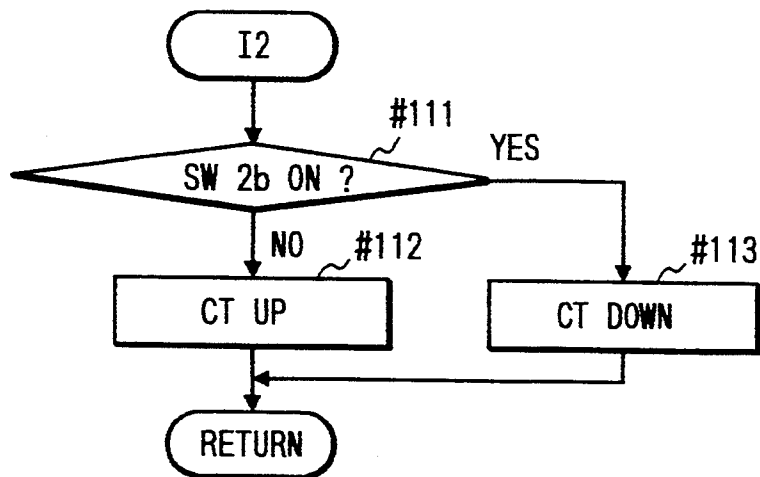 I2
#111
SW 2b ON ?
YES
NO
#112
#113
CT UP
CT DOWN
RETURN